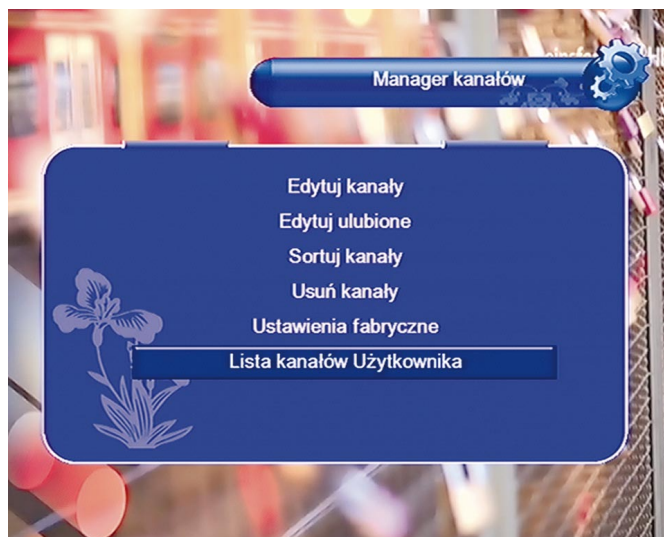 Manager kanałów
Edytuj kanały
Edytuj ulubione
Sortuj kanały
Usuń kanały
Ustawienia fabryczne
Lista kanałów Użytkownika